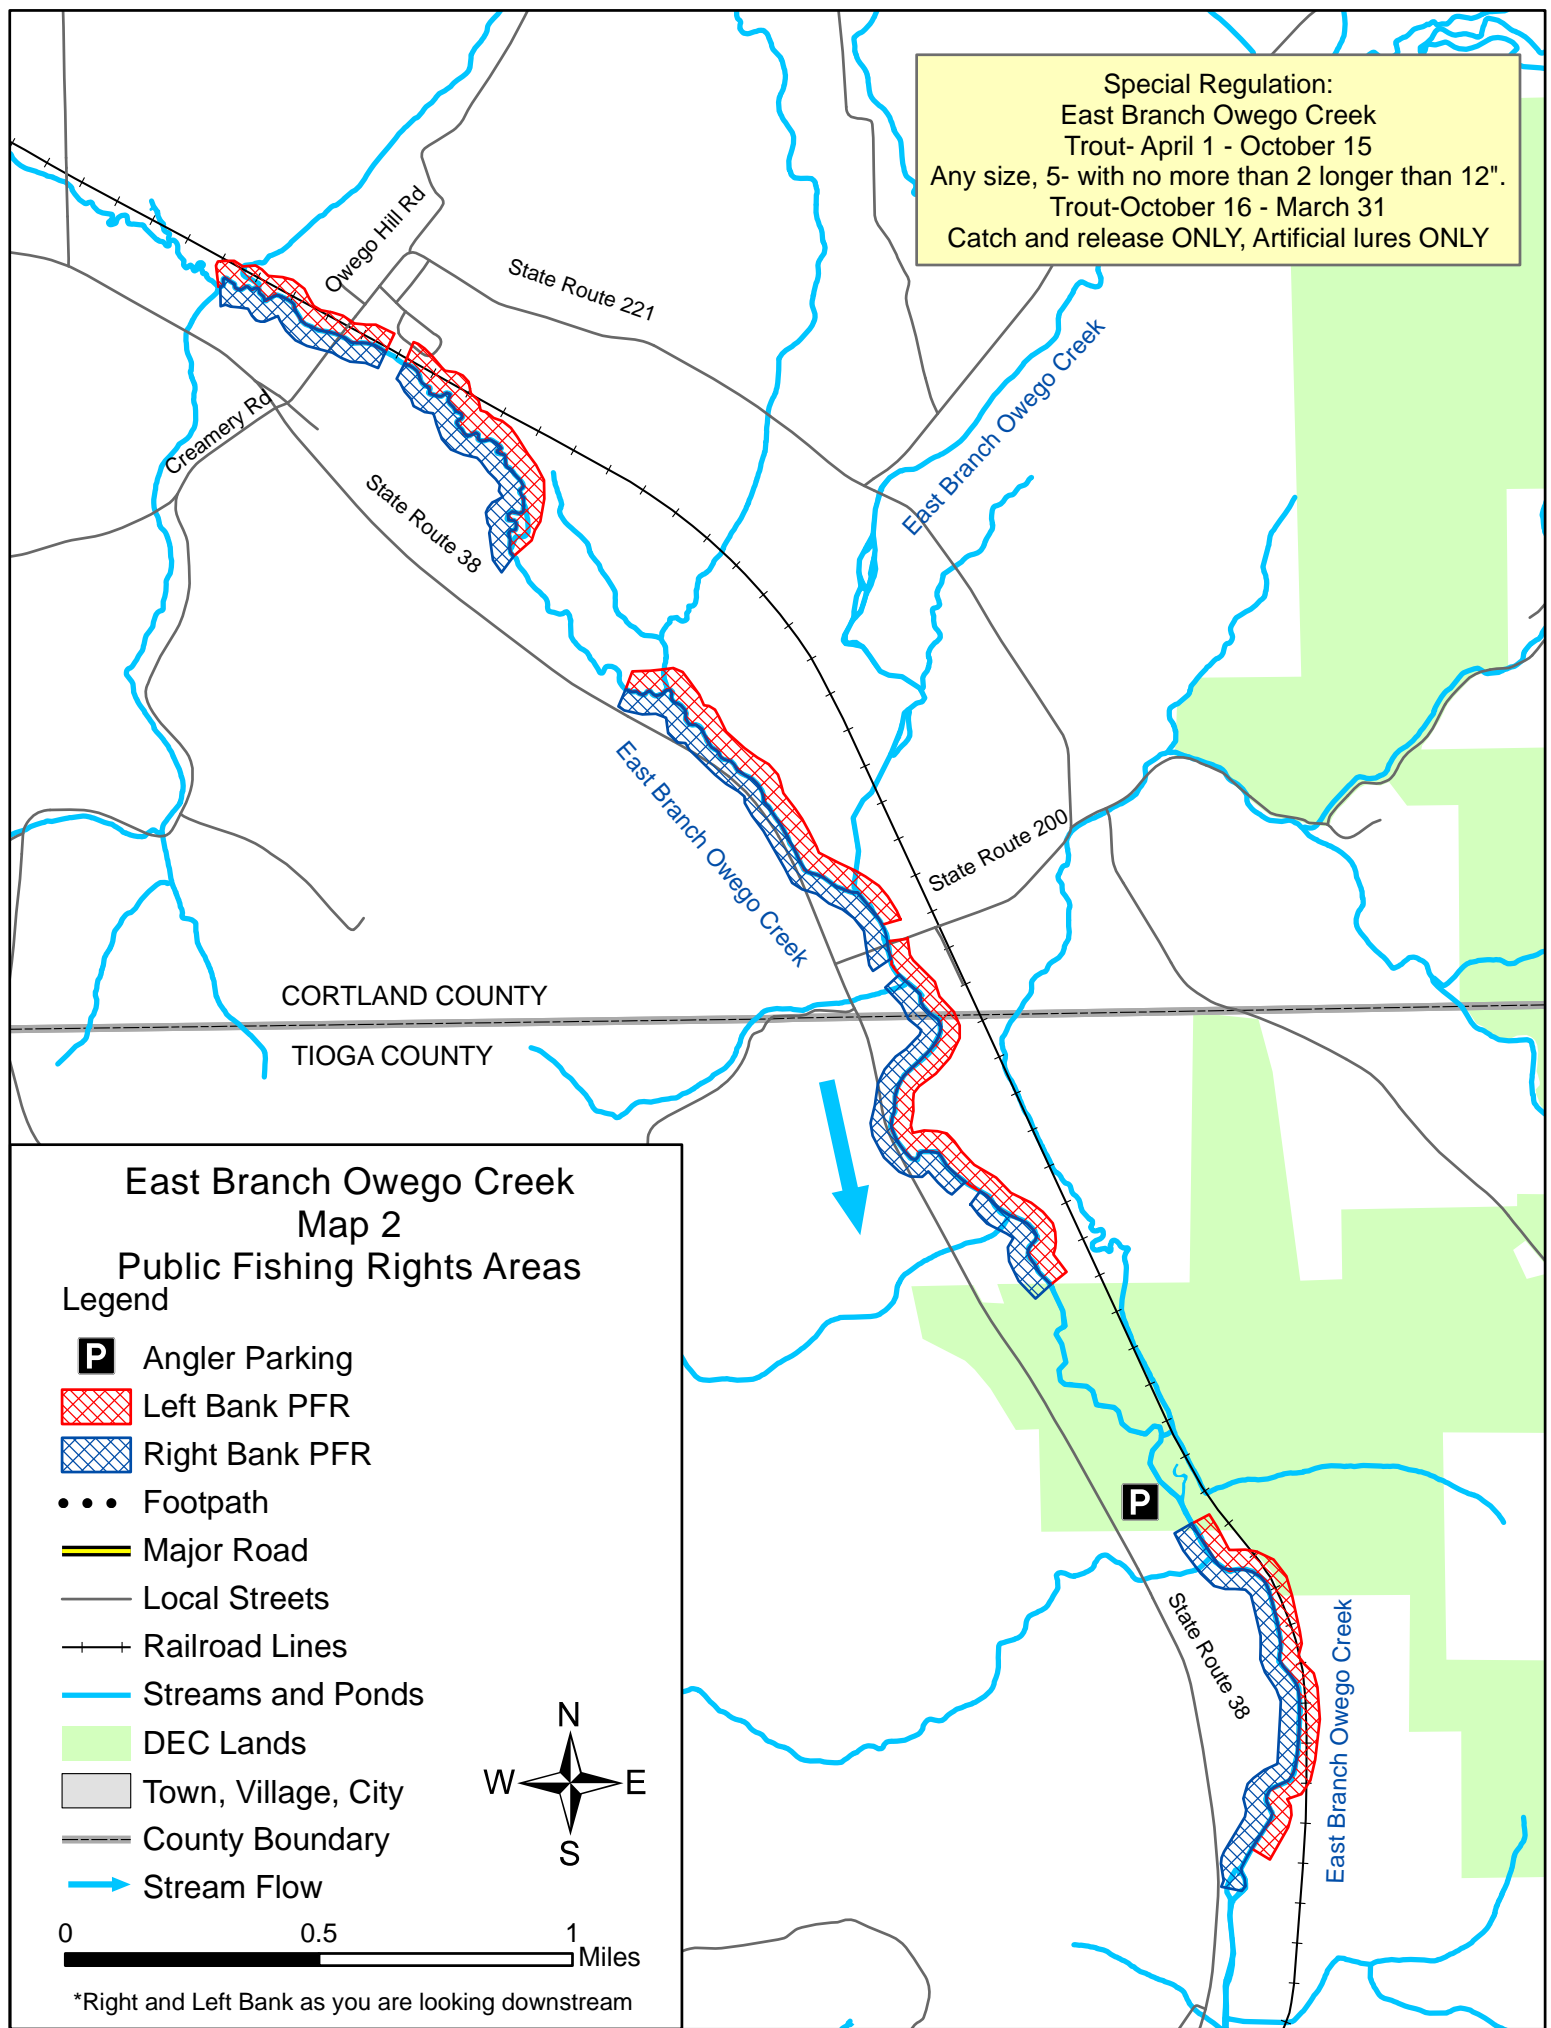 Special Regulation:
East Branch Owego Creek
Trout- April 1 - October 15
Any size, 5- with no more than 2 longer than 12".
Trout-October 16 - March 31
Catch and release ONLY, Artificial lures ONLY
Owego Hill Rd
State Route 221
East Branch Owego Creek
Creamery Rd
State Route 38
East Branch Owego Creek
State Route 200
CORTLAND COUNTY
TIOGA COUNTY
East Branch Owego Creek
Map 2
Public Fishing Rights Areas
Legend
P Angler Parking
Left Bank PFR
Right Bank PFR
Footpath
Major Road
Local Streets
Railroad Lines
Streams and Ponds
DEC Lands
Town, Village, City
County Boundary
Stream Flow
N
W E
S
0 0.5 1
Miles
*Right and Left Bank as you are looking downstream
P
State Route 38
East Branch Owego Creek